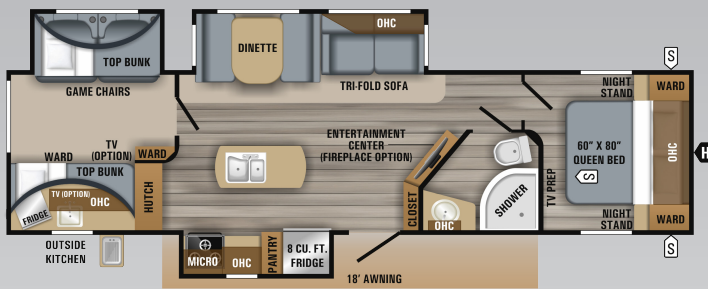 OHC
S
DINETTE
TOP BUNK
GAME CHAIRS
TRI-FOLD SOFA
NIGHT
STAND
WARD
TV
(OPTION)
WARD
WARD
TOP BUNK
ENTERTAINMENT
CENTER
(FIREPLACE OPTION)
60" X 80"
QUEEN BED
S
OHC
H
TV (OPTION)
OHC
FRIDGE
HUTCH
CLOSET
OHC
SHOWER
TV PREP
NIGHT
STAND
WARD
OUTSIDE
KITCHEN
MICRO
OHC
PANTRY
8 CU. FT.
FRIDGE
18' AWNING
S